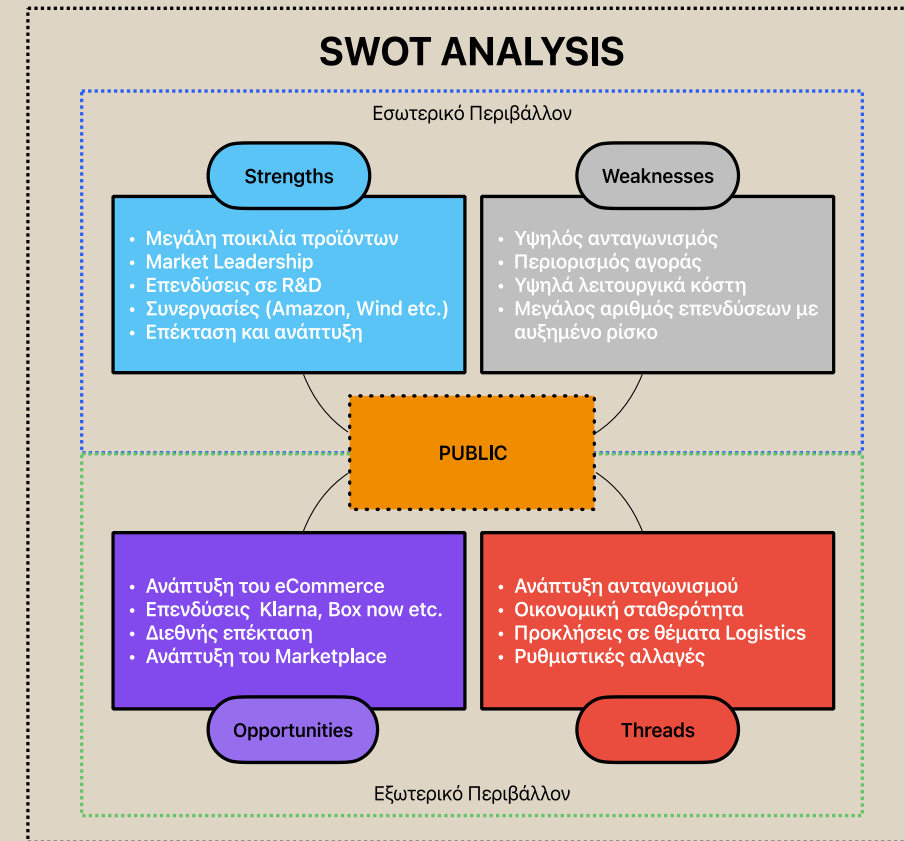 SWOT ANALYSIS
Εσωτερικό Περιβάλλον
Strengths
• Μεγάλη ποικιλία προϊόντων
• Market Leadership
• Επενδύσεις σε R&D
• Συνεργασίες (Amazon, Wind etc.)
• Επέκταση και ανάπτυξη
Weaknesses
• Υψηλός ανταγωνισμός
• Περιορισμός αγοράς
• Υψηλά λειτουργικά κόστη
• Μεγάλος αριθμός επενδύσεων με
αυξημένο ρίσκο
PUBLIC
• Ανάπτυξη του eCommerce
• Επενδύσεις Klarna, Box now etc.
• Διεθνής επέκταση
• Ανάπτυξη του Marketplace
Opportunities
• Ανάπτυξη ανταγωνισμού
• Οικονομική σταθερότητα
• Προκλήσεις σε θέματα Logistics
• Ρυθμιστικές αλλαγές
Threads
Εξωτερικό Περιβάλλον